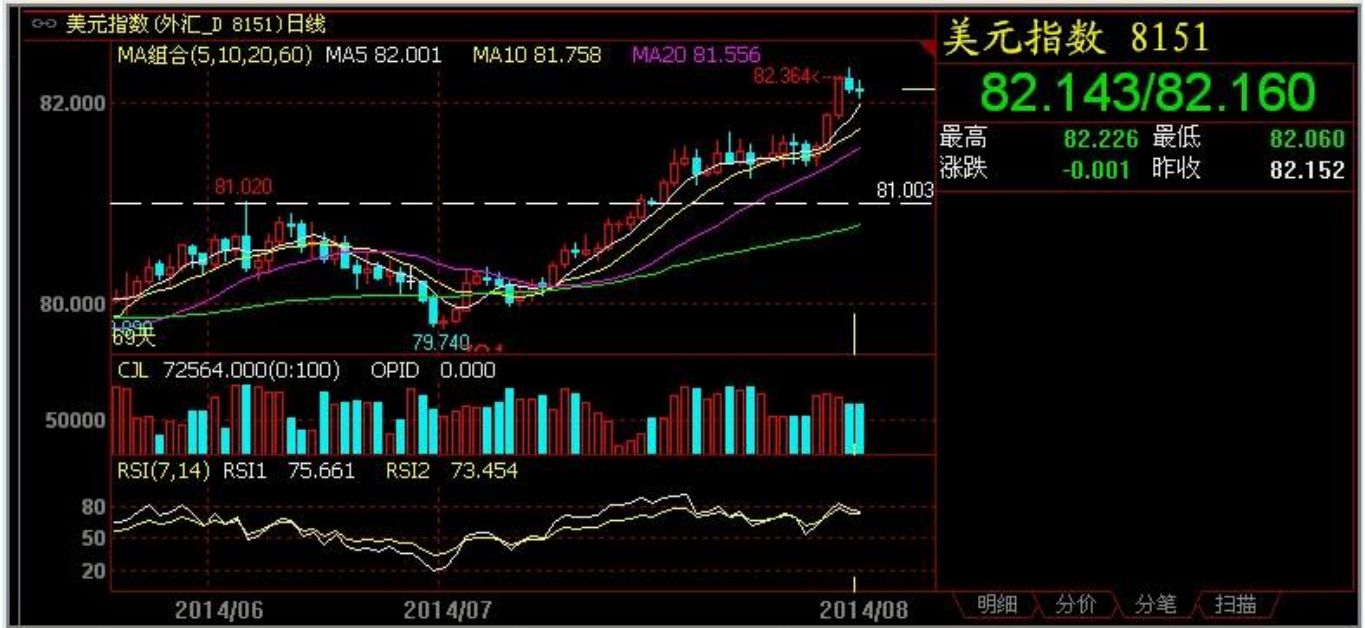 美元指数(外汇_D 8151)日线
MA组合(5,10,20,60) MA5 82.001 MA10 81.758 MA20 81.556
82.364
82.000
81.020
81.003
80.000
69天
79.740
CJL 72564.000(0:100) OPID 0.000
50000
RSI(7,14) RSI1 75.661 RSI2 73.454
80
50
20
2014/06 2014/07 2014/08
美元指数 8151
82.143/82.160
最高 82.226 最低 82.060
涨跌 -0.001 昨收 82.152
明细 分价 分笔 扫描